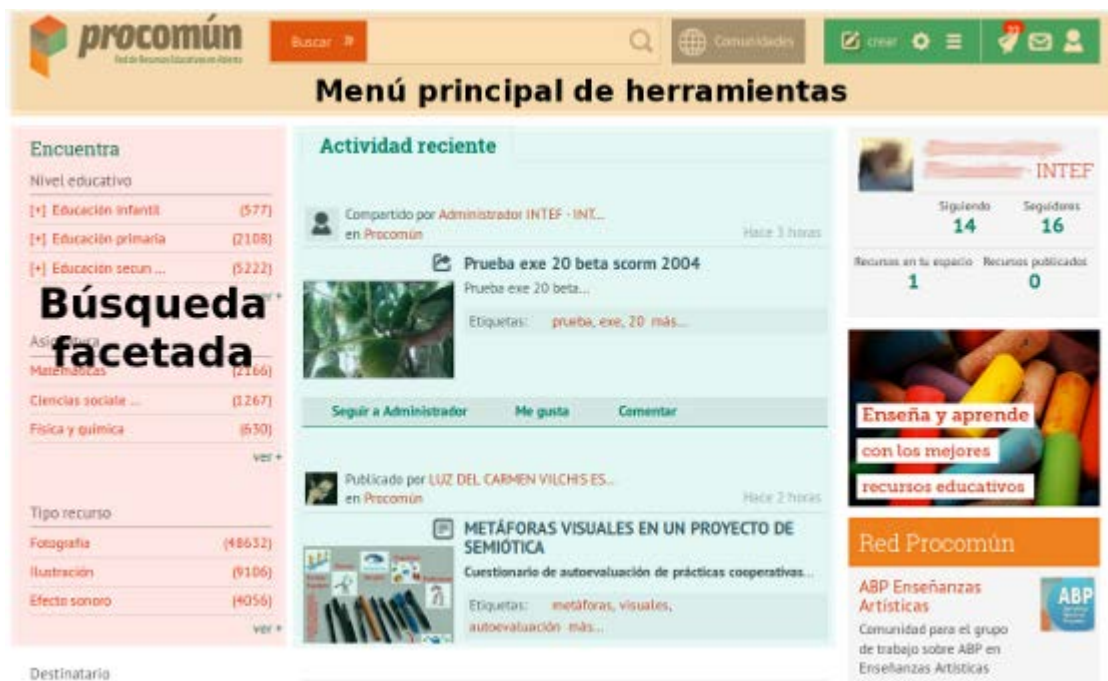 procomún
Red de Recursos Educativos en Abierto
Buscar »
Comunidades
crear
Menú principal de herramientas
Encuentra
Nivel educativo
[+] Educación infantil (577)
[+] Educación primaria (2108)
[+] Educación secun ... (5222)
Búsqueda
facetada
Matemáticas (2166)
Ciencias sociale ... (1267)
Física y química (630)
ver +
Tipo recurso
Fotografía (48632)
Ilustración (9106)
Efecto sonoro (4056)
ver +
Destinatario
Actividad reciente
Compartido por Administrador INTEF - INT...
en Procomún Hace 3 horas
Prueba exe 20 beta scorm 2004
Prueba exe 20 beta...
Etiquetas: prueba, exe, 20 más...
Seguir a Administrador Me gusta Comentar
Publicado por LUZ DEL CARMEN VILCHIS ES...
en Procomún Hace 2 horas
METÁFORAS VISUALES EN UN PROYECTO DE
SEMIÓTICA
Cuestionario de autoevaluación de prácticas cooperativas...
Etiquetas: metáforas, visuales,
autoevaluación más...
- INTEF
Siguiendo Seguidores
14 16
Recursos en tu espacio Recursos publicados
1 0
Enseña y aprende
con los mejores
recursos educativos
Red Procomún
ABP Enseñanzas
Artísticas
ABP
Comunidad para el grupo
de trabajo sobre ABP en
Enseñanzas Artísticas